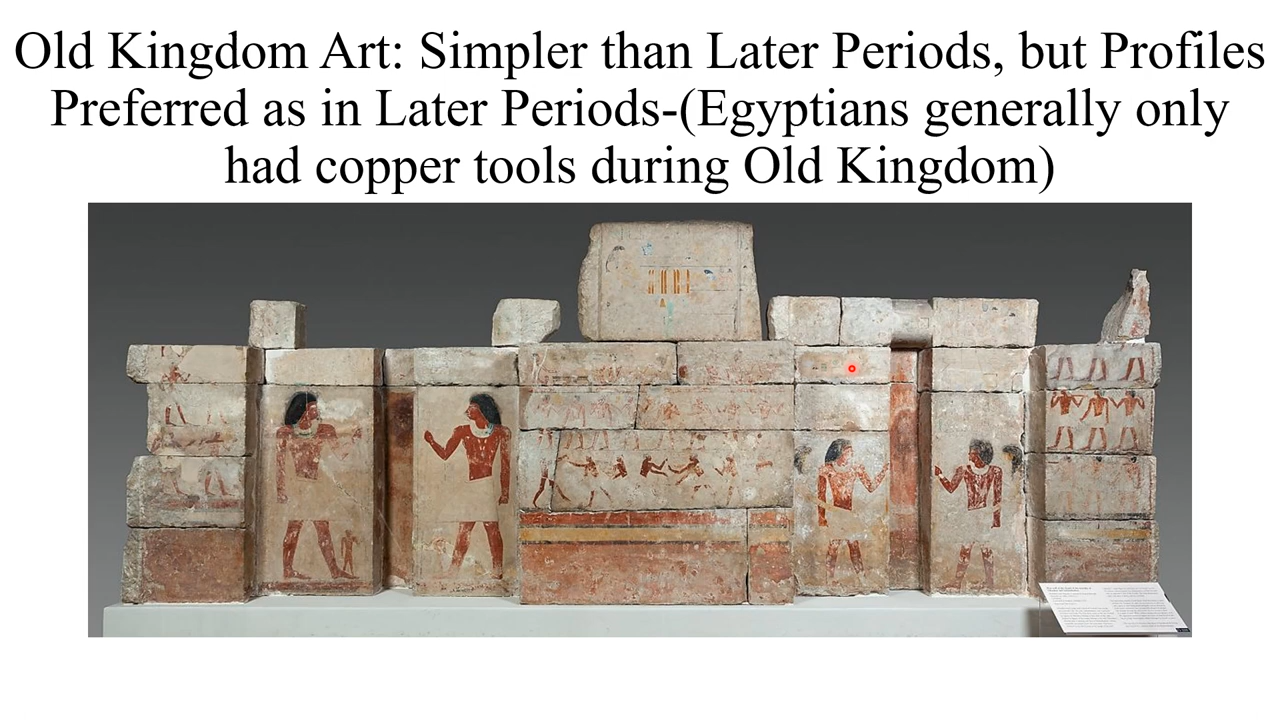 Old Kingdom Art: Simpler than Later Periods, but Profiles
Preferred as in Later Periods-(Egyptians generally only
had copper tools during Old Kingdom)